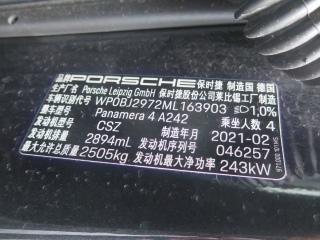 品牌 PORSCHE 保时捷 制造国 德国
生产厂名 Porsche Leipzig GmbH 保时捷股份公司莱比锡工厂制造
车辆识别代号 WP0BJ2972ML163903 1,0%
车型 Panamera 4 A242 乘坐人数 4
发动机型号 CSZ 制造年月 2021-02
发动机排量 2894mL 发动机序列号 046257
最大允许总质量 2505kg 发动机最大净功率 243kW